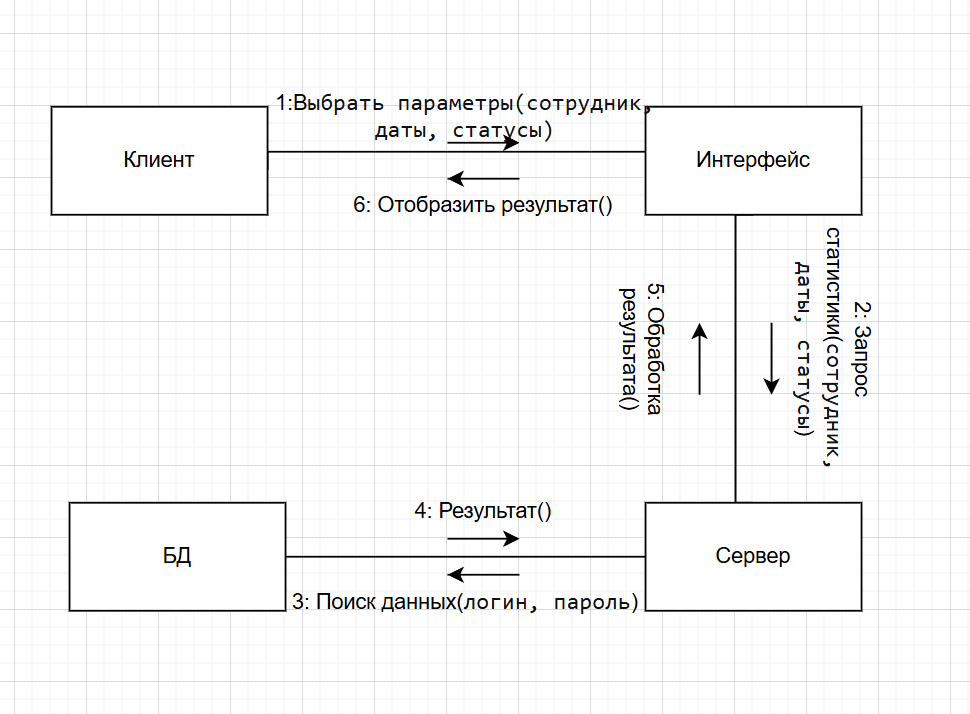 1:Выбрать параметры(сотрудник,
даты, статусы)
Клиент
Интерфейс
6: Отобразить результат()
2: Запрос
статистики(сотрудник,
даты, статусы)
5: Обработка
результата()
4: Результат()
БД
Сервер
3: Поиск данных(логин, пароль)